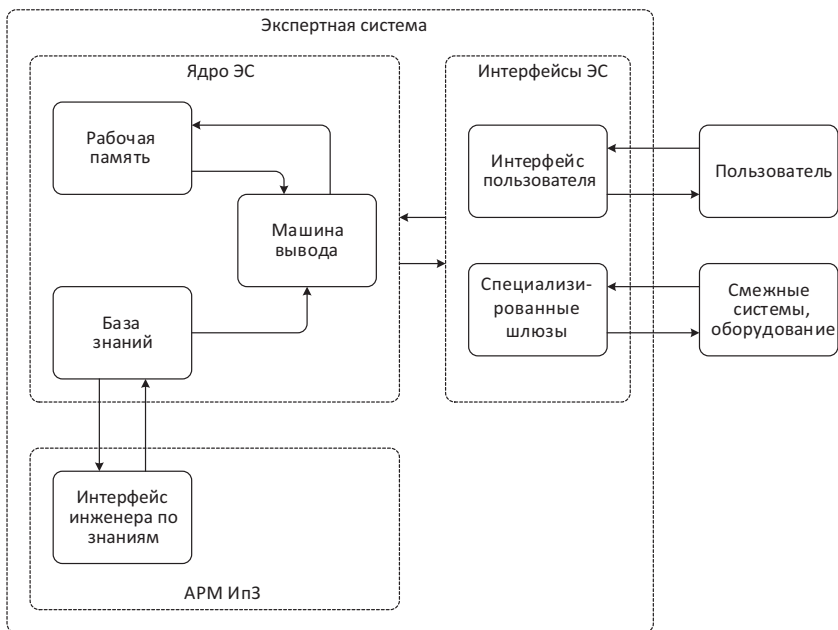 Экспертная система
Ядро ЭС
Интерфейсы ЭС
Рабочая
память
Машина
вывода
База
знаний
Интерфейс
пользователя
Пользователь
Специализи-
рованные
шлюзы
Смежные
системы,
оборудование
Интерфейс
инженера по
знаниям
АРМ ИпЗ